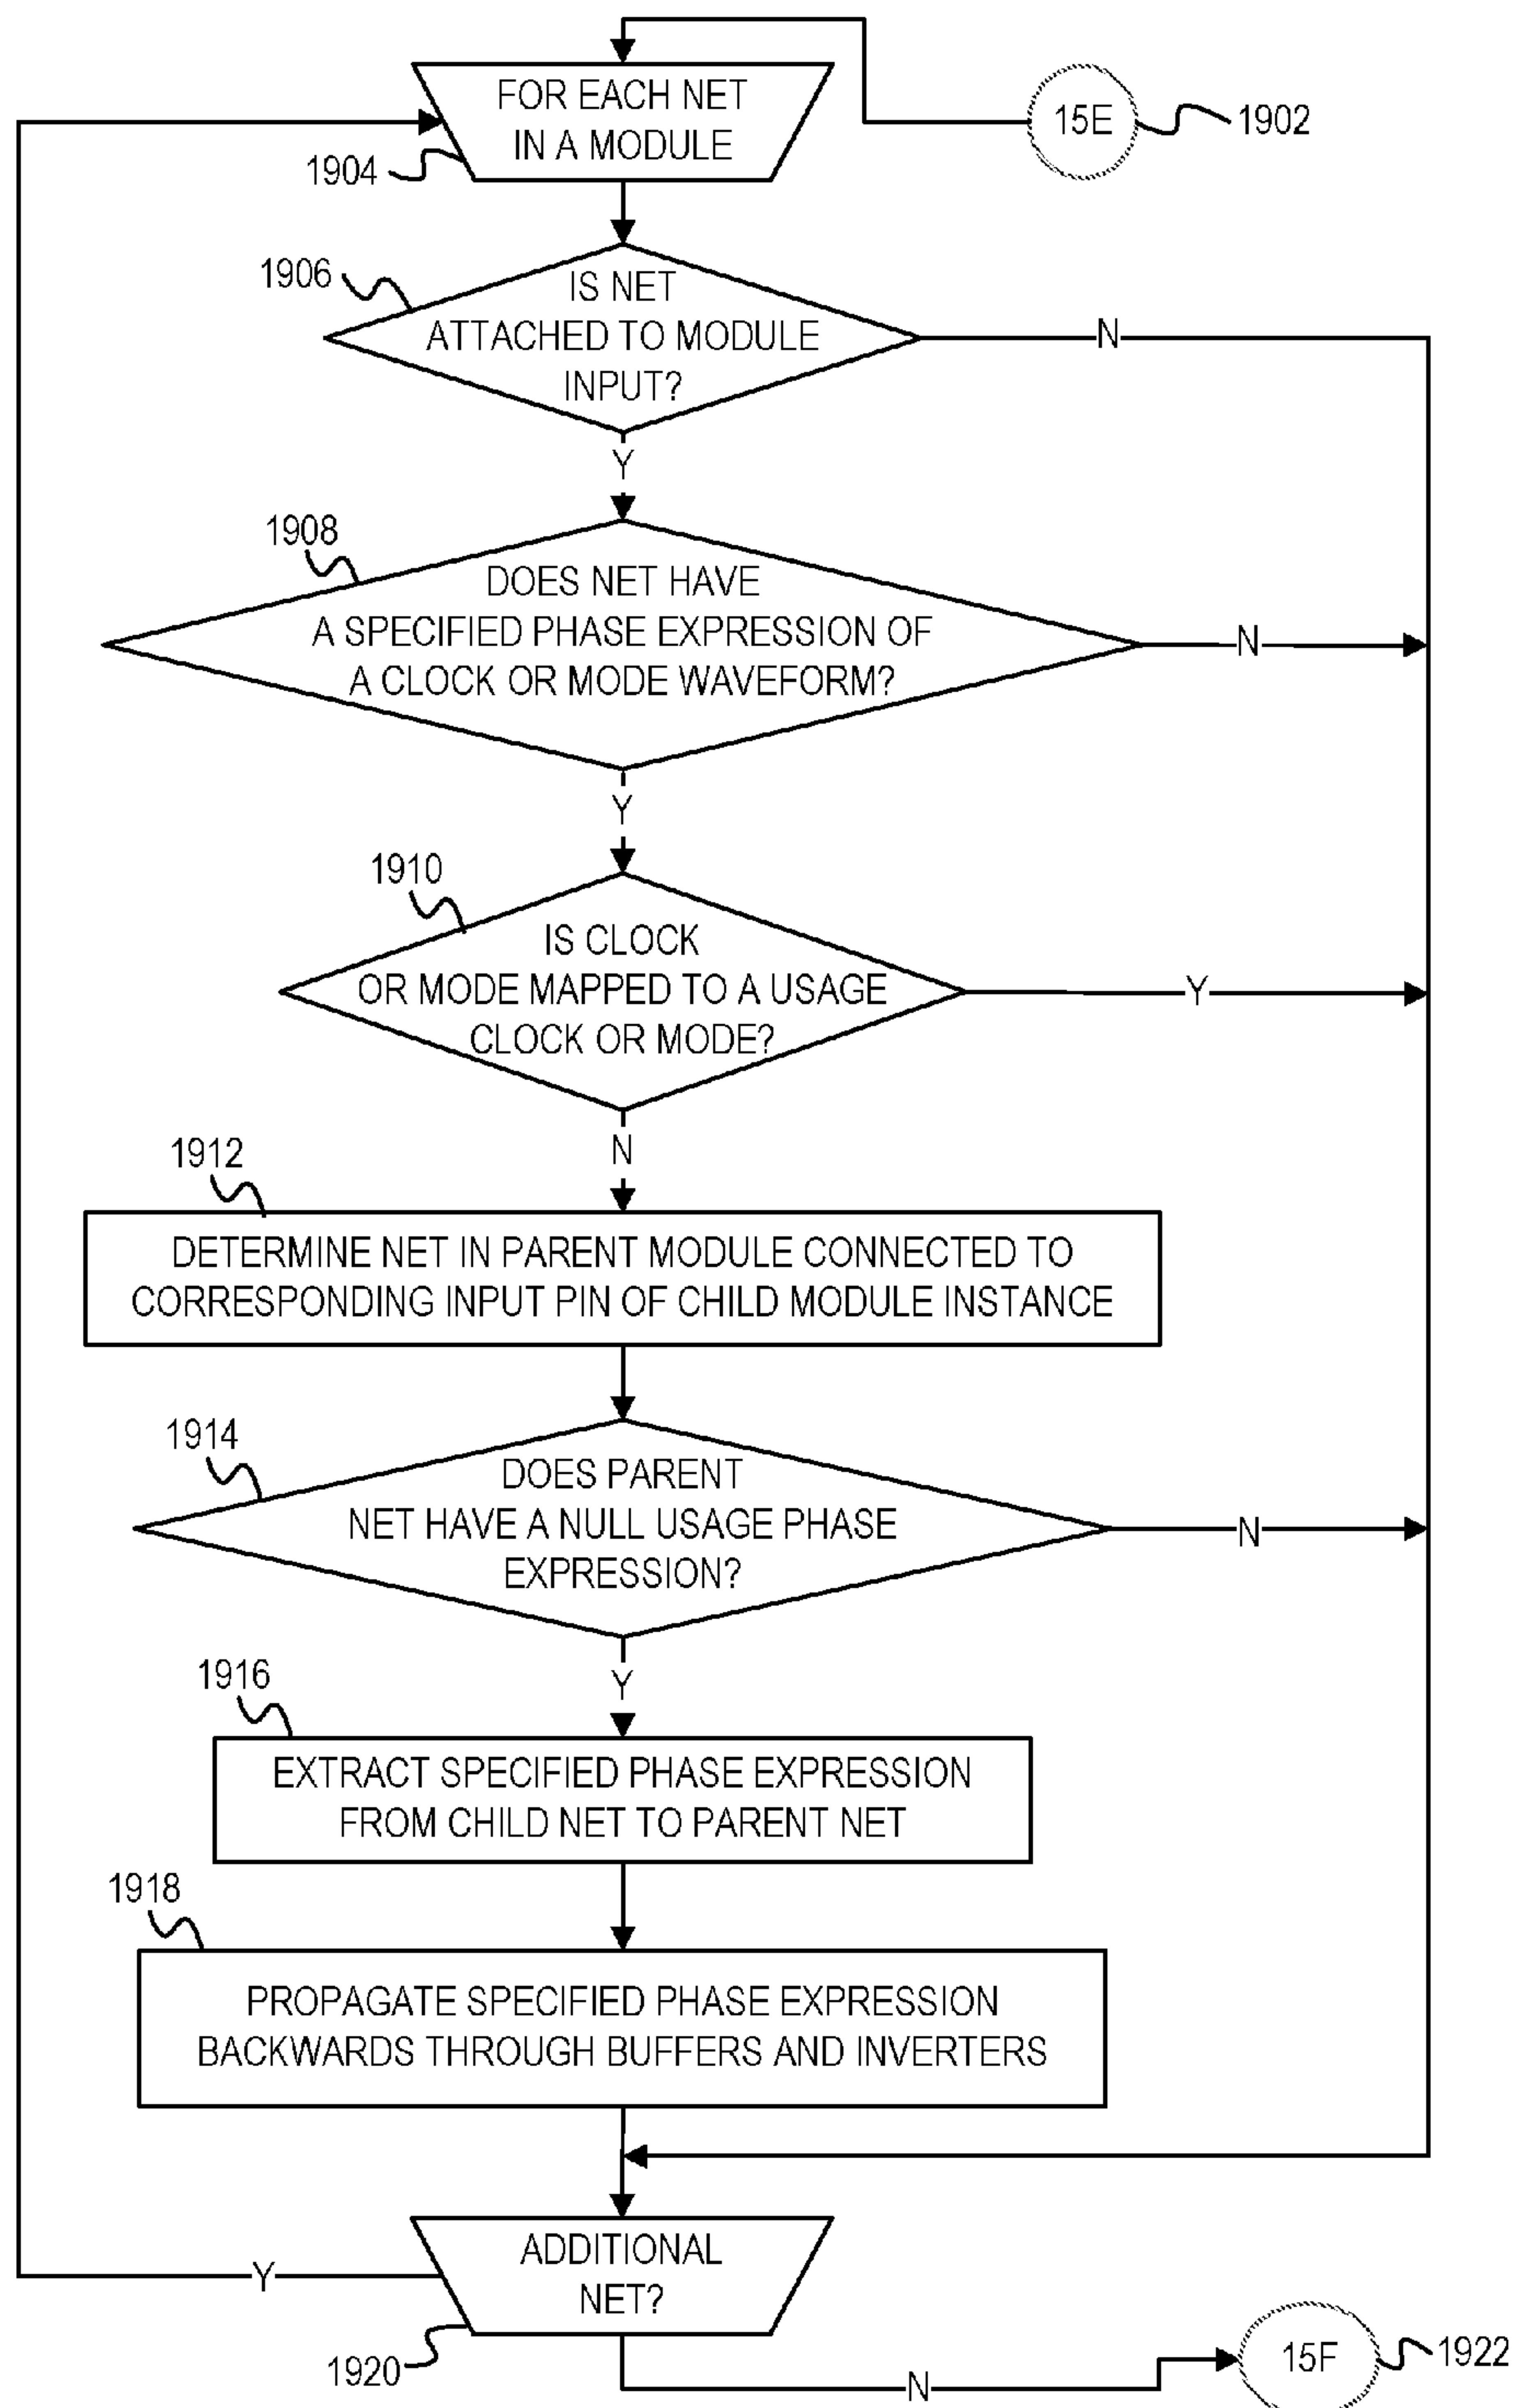 FOR EACH NET
IN A MODULE
1904
15E
1902
1906
IS NET
ATTACHED TO MODULE
INPUT?
N
Y
1908
DOES NET HAVE
A SPECIFIED PHASE EXPRESSION OF
A CLOCK OR MODE WAVEFORM?
N
Y
1910
IS CLOCK
OR MODE MAPPED TO A USAGE
CLOCK OR MODE?
Y
N
1912
DETERMINE NET IN PARENT MODULE CONNECTED TO
CORRESPONDING INPUT PIN OF CHILD MODULE INSTANCE
1914
DOES PARENT
NET HAVE A NULL USAGE PHASE
EXPRESSION?
N
Y
1916
EXTRACT SPECIFIED PHASE EXPRESSION
FROM CHILD NET TO PARENT NET
1918
PROPAGATE SPECIFIED PHASE EXPRESSION
BACKWARDS THROUGH BUFFERS AND INVERTERS
ADDITIONAL
NET?
Y
1920
N
15F
1922